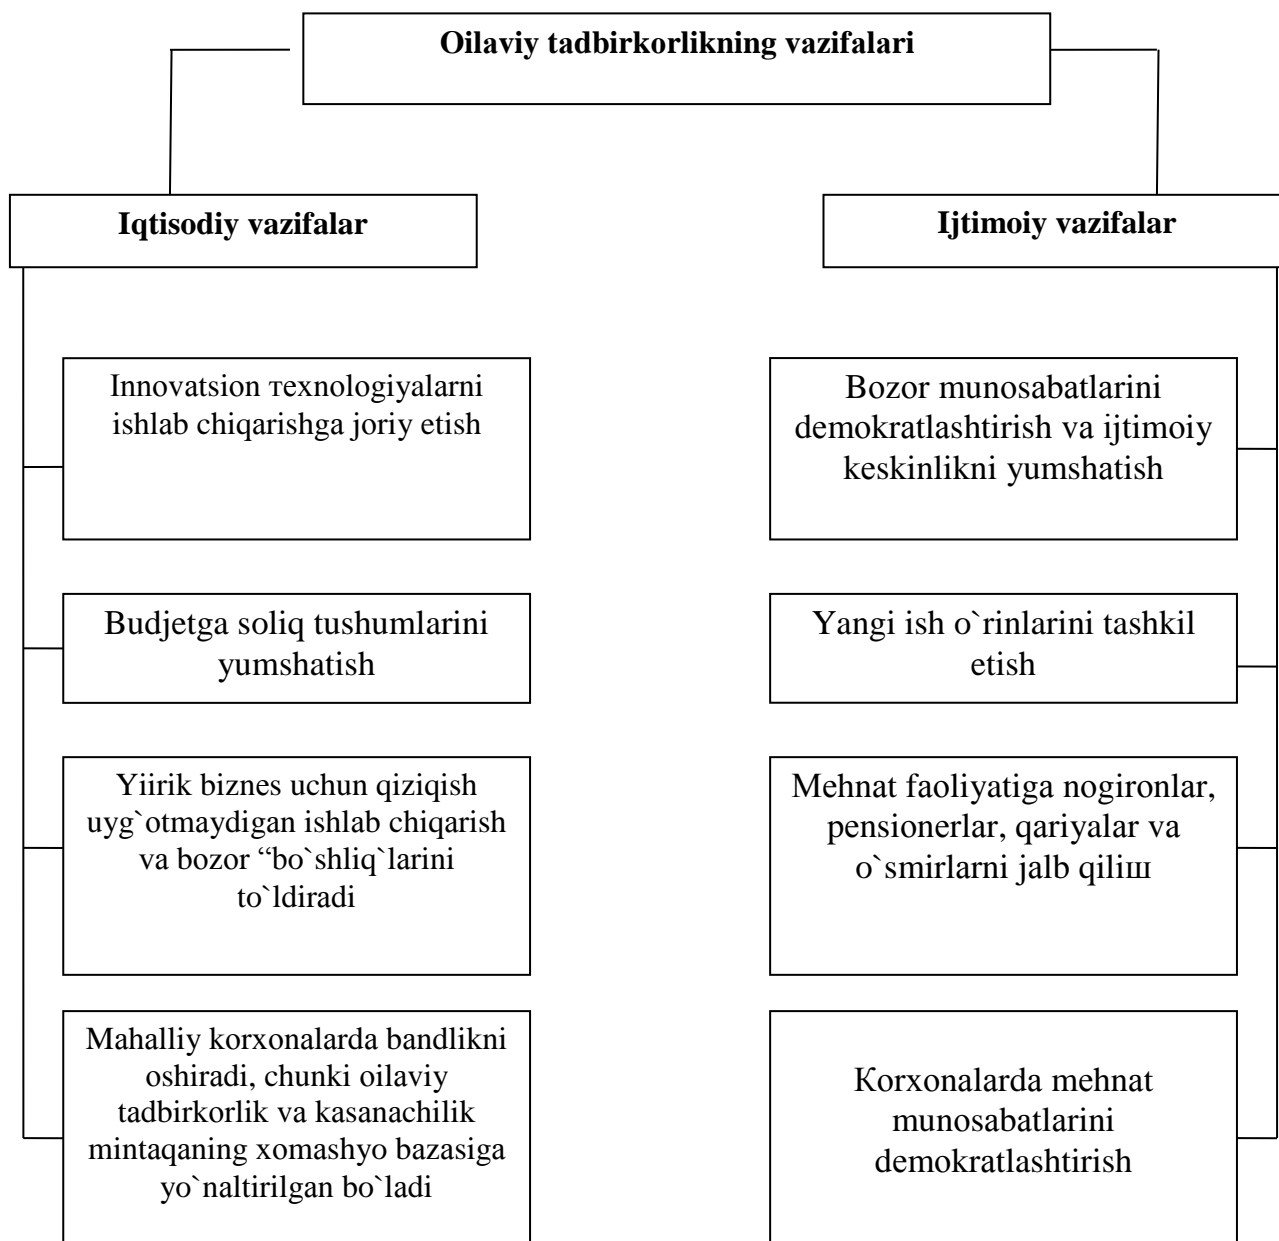 Oilaviy tadbirkorlikning vazifalari
Iqtisodiy vazifalar
Innovatsion тexnologiyalarni
ishlab chiqarishga joriy etish
Budjetga soliq tushumlarini
yumshatish
Yiirik biznes uchun qiziqish
uyg`otmaydigan ishlab chiqarish
va bozor “bo`shliq`larini
to`ldiradi
Mahalliy korxonalarda bandlikni
oshiradi, chunki oilaviy
tadbirkorlik va kasanachilik
mintaqaning xomashyo bazasiga
yo`naltirilgan bo`ladi
Ijtimoiy vazifalar
Bozor munosabatlarini
demokratlashtirish va ijtimoiy
keskinlikni yumshatish
Yangi ish o`rinlarini tashkil
etish
Mehnat faoliyatiga nogironlar,
pensionerlar, qariyalar va
o`smirlarni jalb qiliш
Кorxonalarda mehnat
munosabatlarini
demokratlashtirish